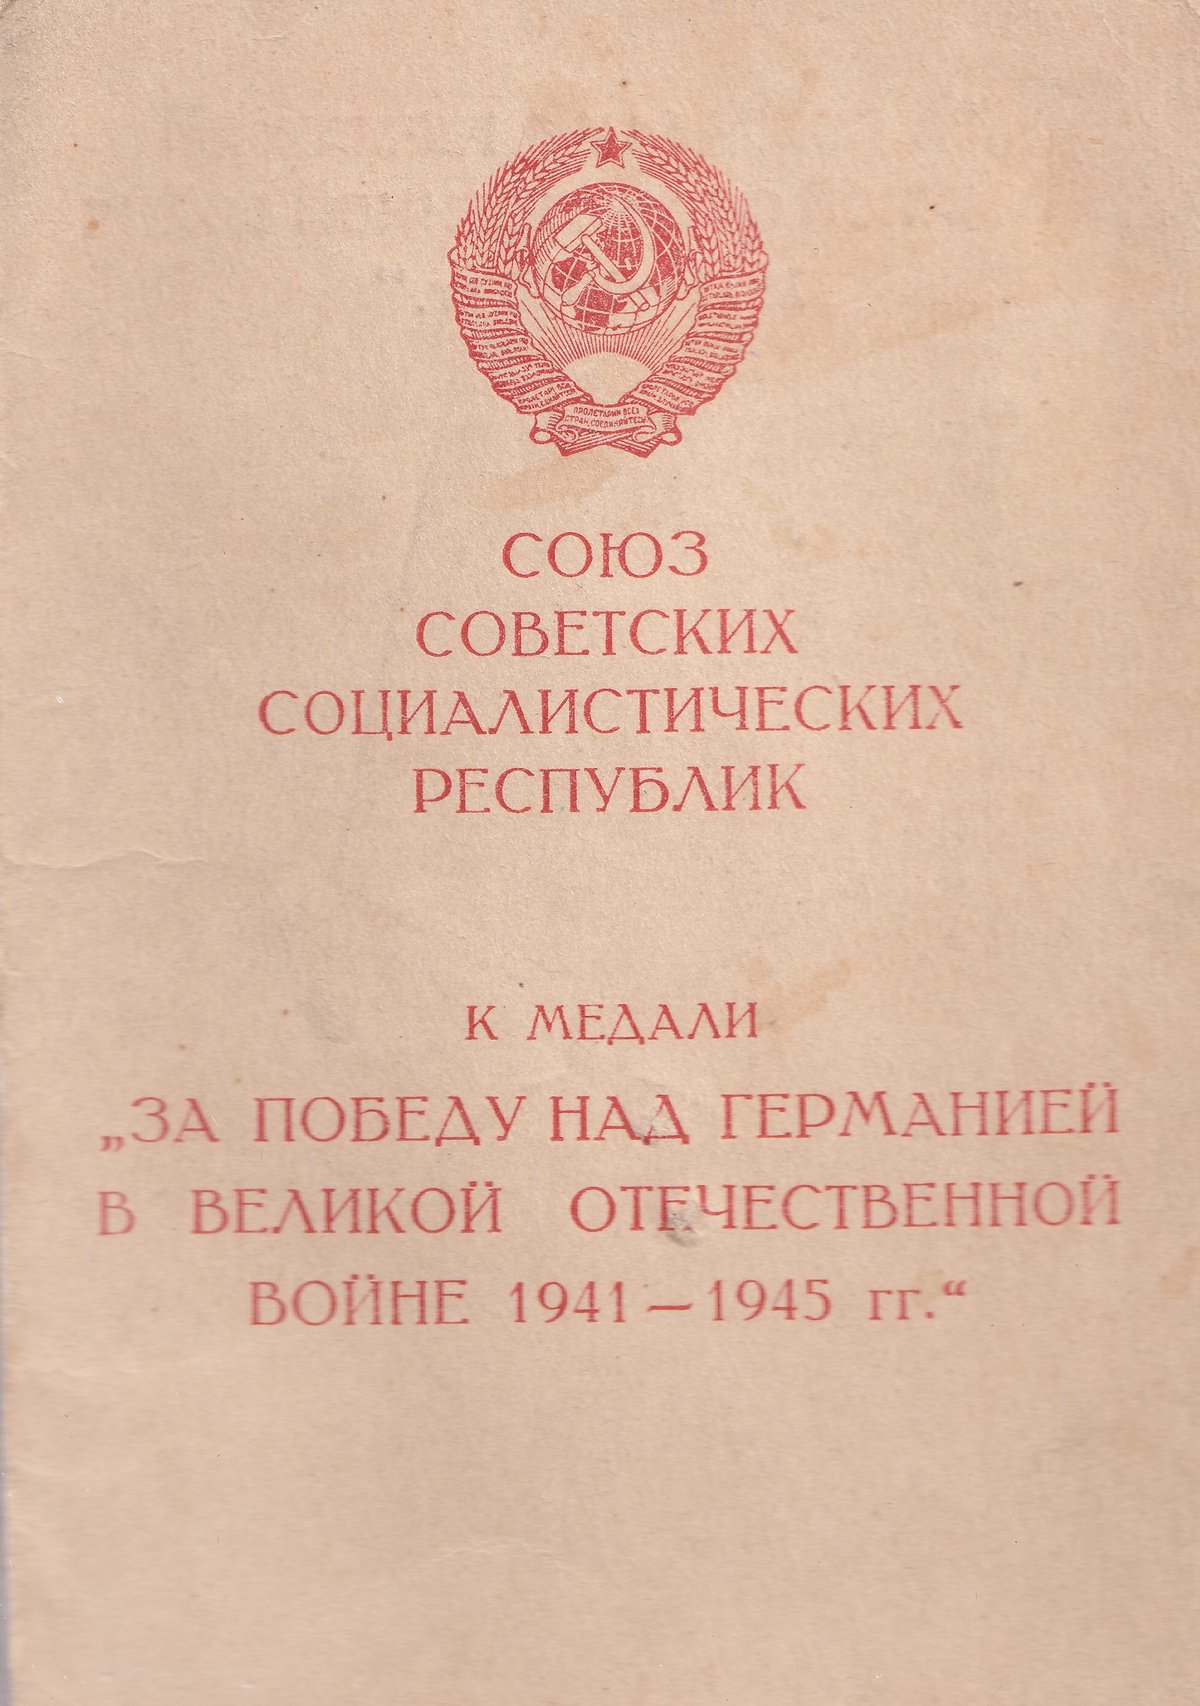 ПРОЛЕТАРИИ ВСЕХ
СТРАН, СОЕДИНЯЙТЕСЬ!
СОЮЗ
СОВЕТСКИХ
СОЦИАЛИСТИЧЕСКИХ
РЕСПУБЛИК
К МЕДАЛИ
„ЗА ПОБЕДУ НАД ГЕРМАНИЕЙ
В ВЕЛИКОЙ ОТЕЧЕСТВЕННОЙ
ВОЙНЕ 1941—1945 гг.“